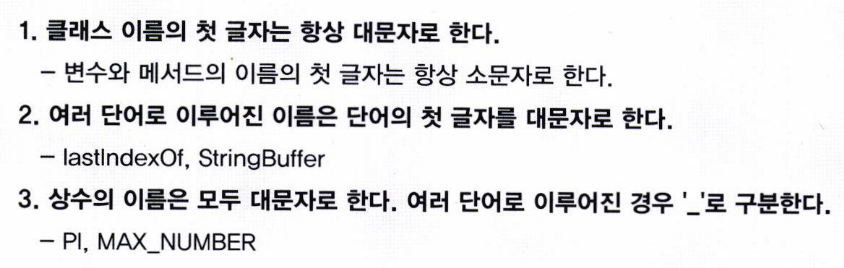 1. 클래스 이름의 첫 글자는 항상 대문자로 한다.
– 변수와 메서드의 이름의 첫 글자는 항상 소문자로 한다.
2. 여러 단어로 이루어진 이름은 단어의 첫 글자를 대문자로 한다.
– lastIndexOf, StringBuffer
3. 상수의 이름은 모두 대문자로 한다. 여러 단어로 이루어진 경우 '_'로 구분한다.
– PI, MAX_NUMBER